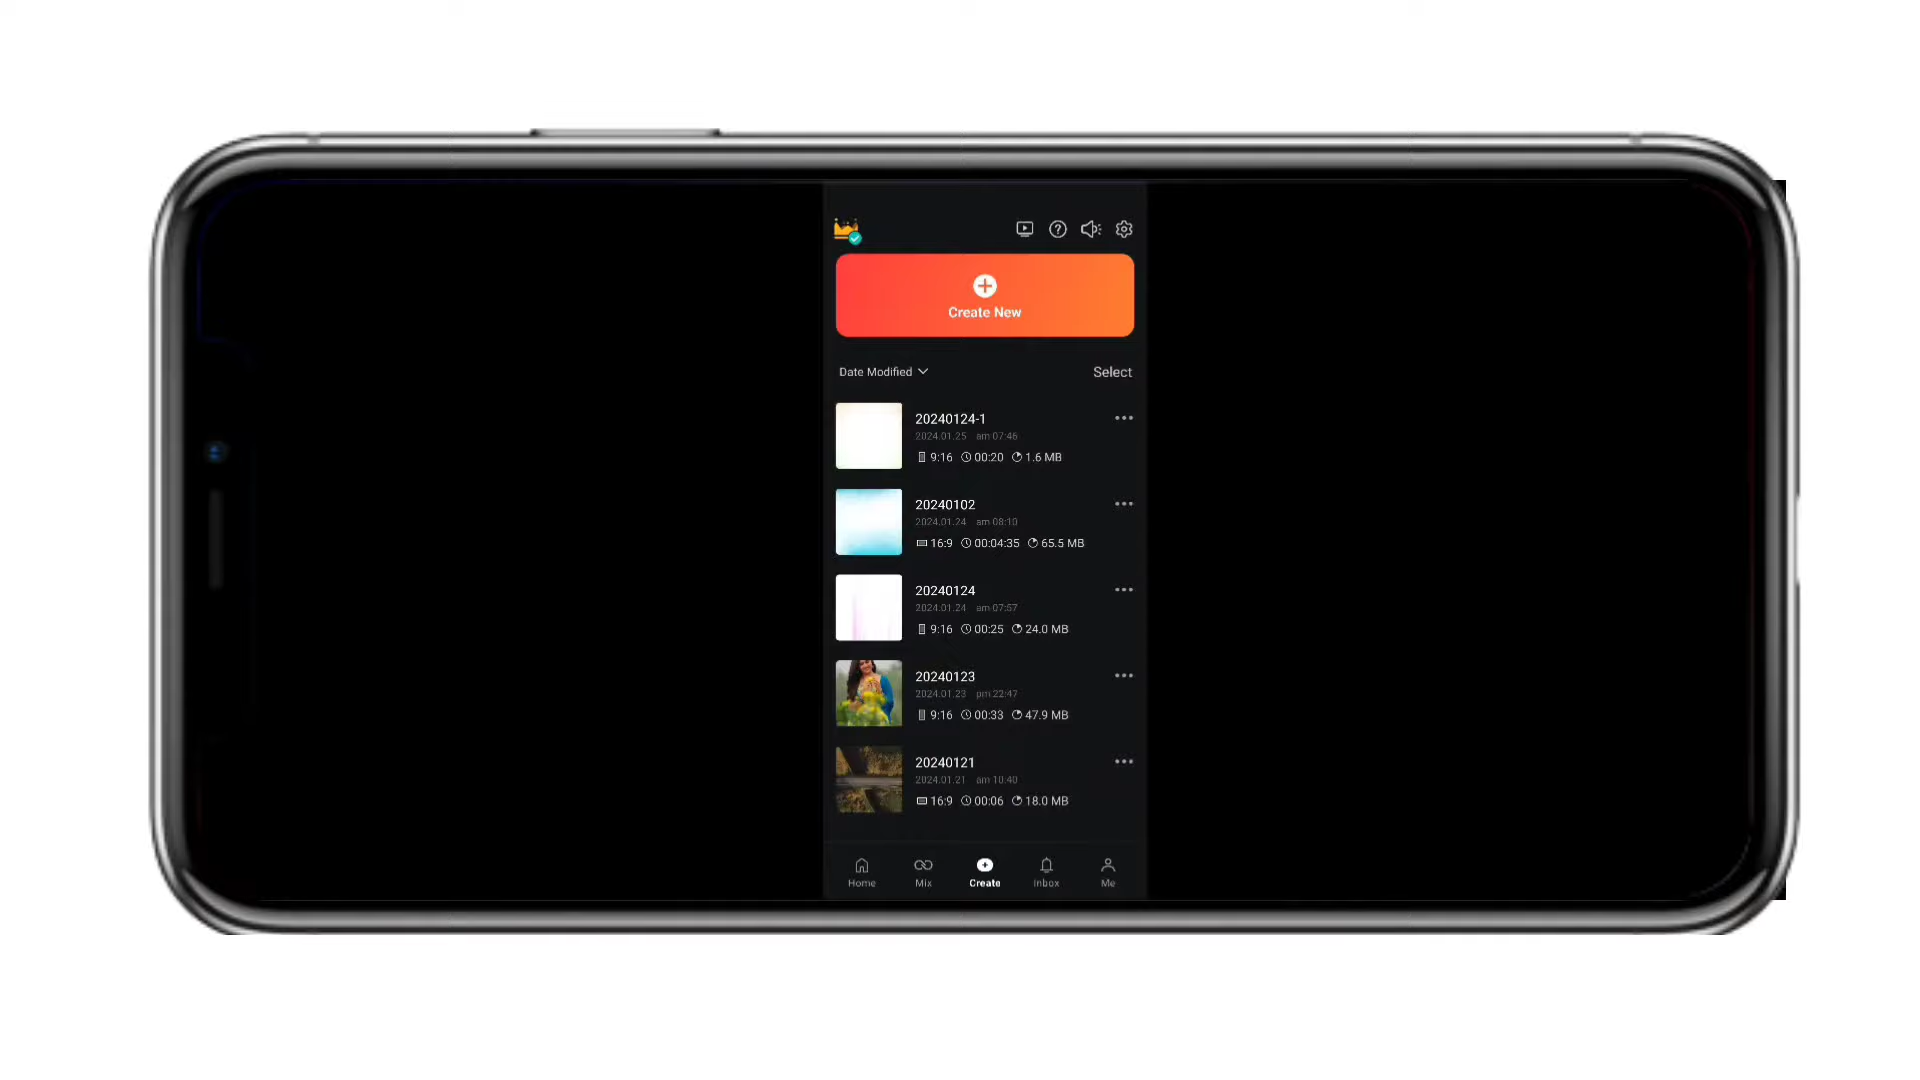 Create New
Date Modified Select
20240124-1
2024.01.25 am 07:46
9:16 00:20 1.6 MB
20240102
2024.01.24 am 08:10
16:9 00:04:35 65.5 MB
20240124
2024.01.24 am 07:57
9:16 00:25 24.0 MB
20240123
2024.01.23 pm 22:47
9:16 00:33 47.9 MB
20240121
2024.01.21 am 10:40
16:9 00:06 18.0 MB
Home Mix Create Inbox Me